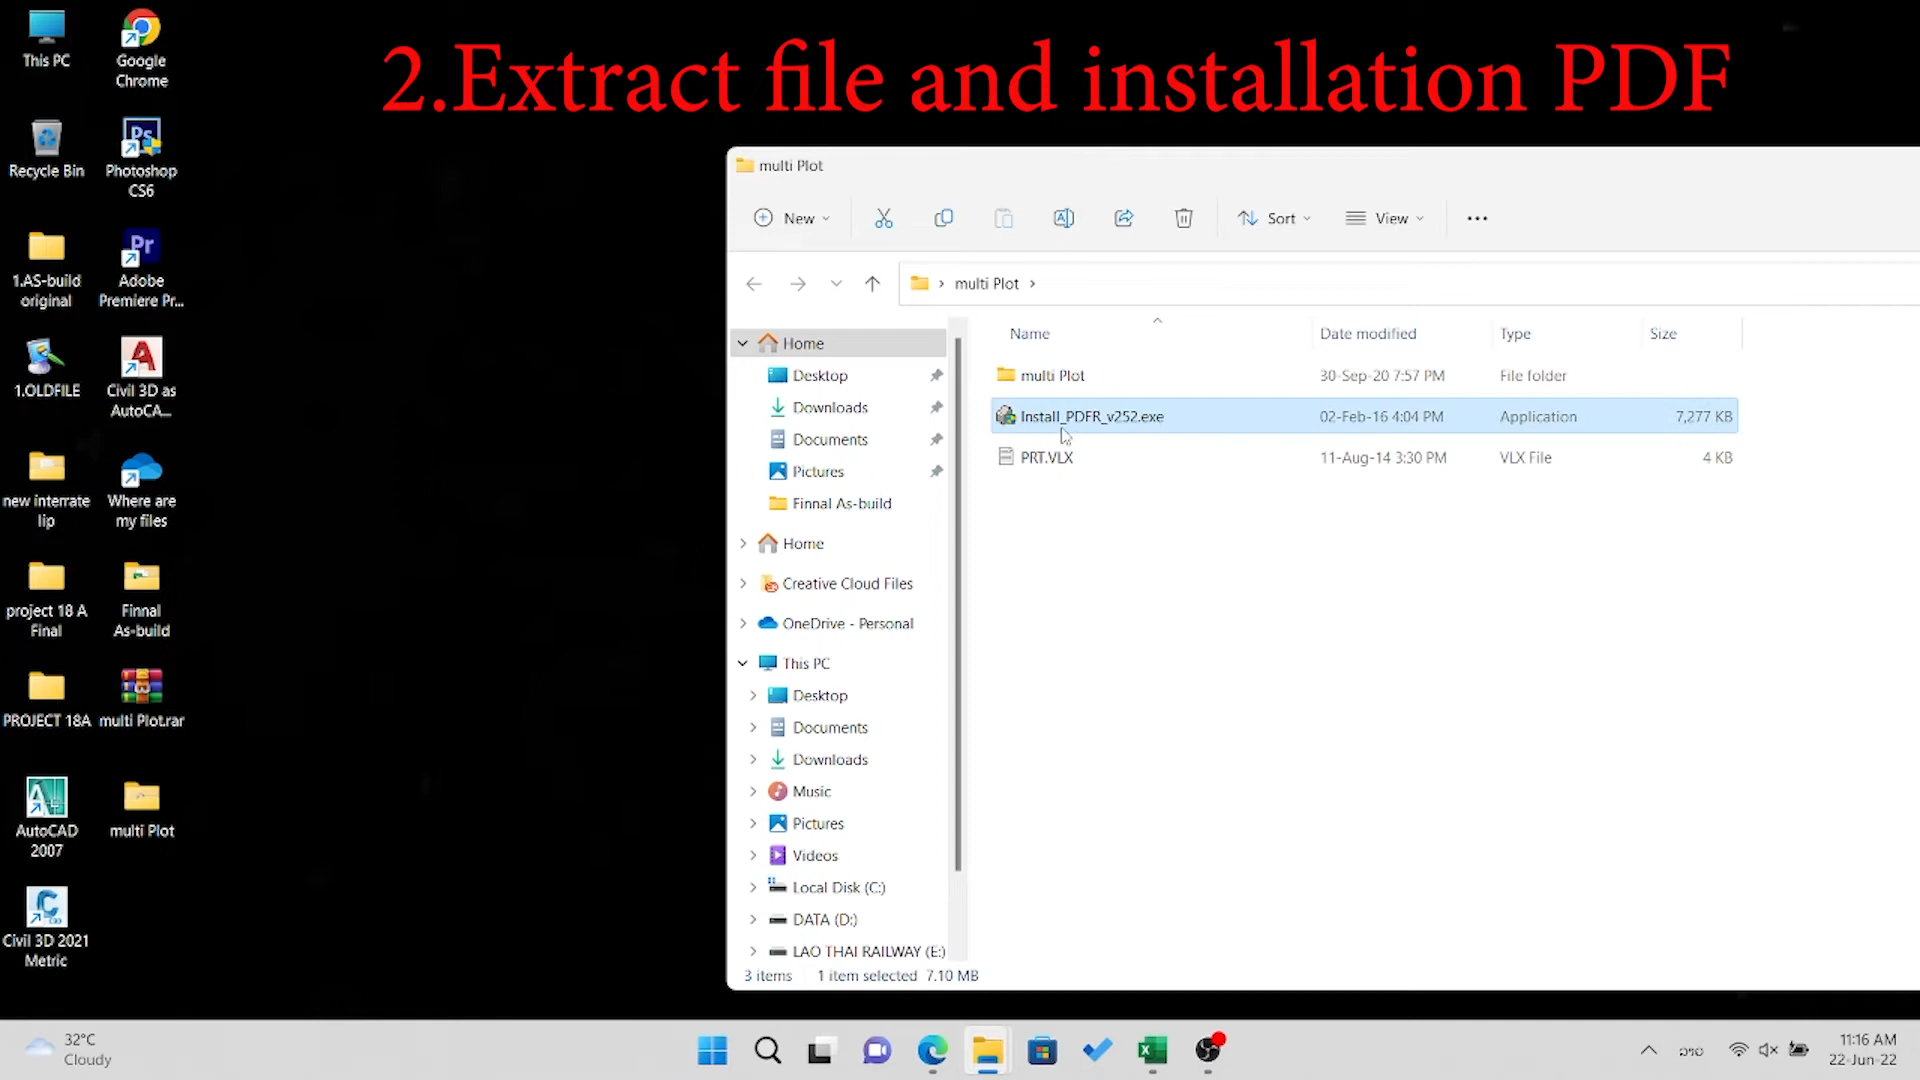 2.Extract file and installation PDF
This PC
Google
Chrome
Recycle Bin
Photoshop
CS6
1.AS-build
original
Adobe
Premiere Pr...
1.OLDFILE
Civil 3D as
AutoCA...
new interrate
lip
Where are
my files
project 18 A
Final
Finnal
As-build
PROJECT 18A
multi Plot.rar
AutoCAD
2007
multi Plot
Civil 3D 2021
Metric
multi Plot
New
Sort
View
multi Plot
Name
Date modified
Type
Size
multi Plot
30-Sep-20 7:57 PM
File folder
Install_PDFR_v252.exe
02-Feb-16 4:04 PM
Application
7,277 KB
PRT.VLX
11-Aug-14 3:30 PM
VLX File
4 KB
Home
Desktop
Downloads
Documents
Pictures
Finnal As-build
Home
Creative Cloud Files
OneDrive - Personal
This PC
Desktop
Documents
Downloads
Music
Pictures
Videos
Local Disk (C:)
DATA (D:)
LAO THAI RAILWAY (E:)
3 items
1 item selected 7.10 MB
32°C
Cloudy
ລາວ
11:16 AM
22-Jun-22